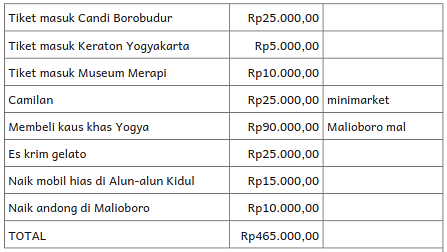 Tiket masuk Candi Borobudur Rp25.000,00
Tiket masuk Keraton Yogyakarta Rp5.000,00
Tiket masuk Museum Merapi Rp10.000,00
Camilan Rp25.000,00 minimarket
Membeli kaus khas Yogya Rp90.000,00 Malioboro mal
Es krim gelato Rp25.000,00
Naik mobil hias di Alun-alun Kidul Rp15.000,00
Naik andong di Malioboro Rp10.000,00
TOTAL Rp465.000,00